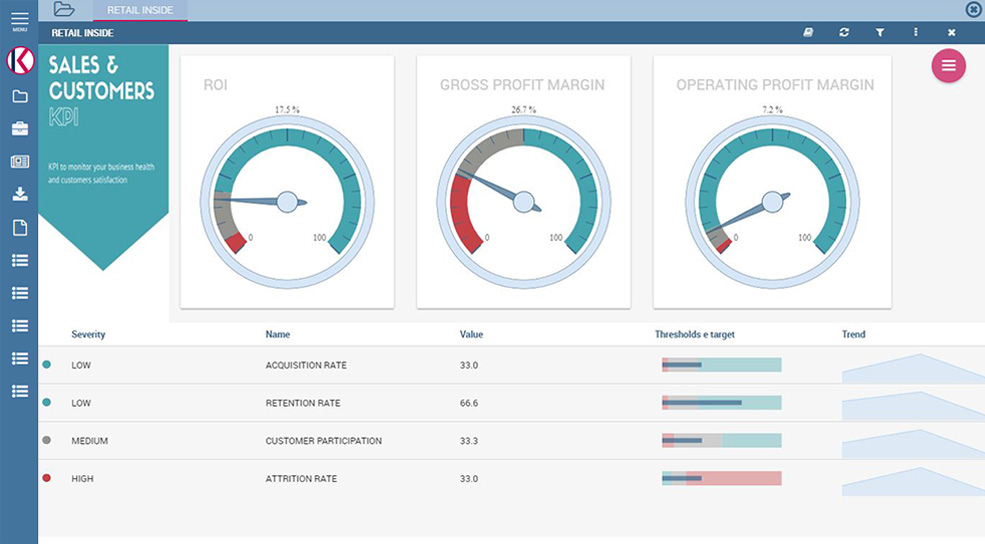 RETAIL INSIDE
MENU
RETAIL INSIDE
SALES &
CUSTOMERS
KPI
KPI to monitor your business health
and customers satisfaction
ROI
17.5 %
0
100
GROSS PROFIT MARGIN
26.7 %
0
100
OPERATING PROFIT MARGIN
7.2 %
0
100
Severity Name Value Thresholds e target Trend
LOW ACQUISITION RATE 33.0
LOW RETENTION RATE 66.6
MEDIUM CUSTOMER PARTICIPATION 33.3
HIGH ATTRITION RATE 33.0